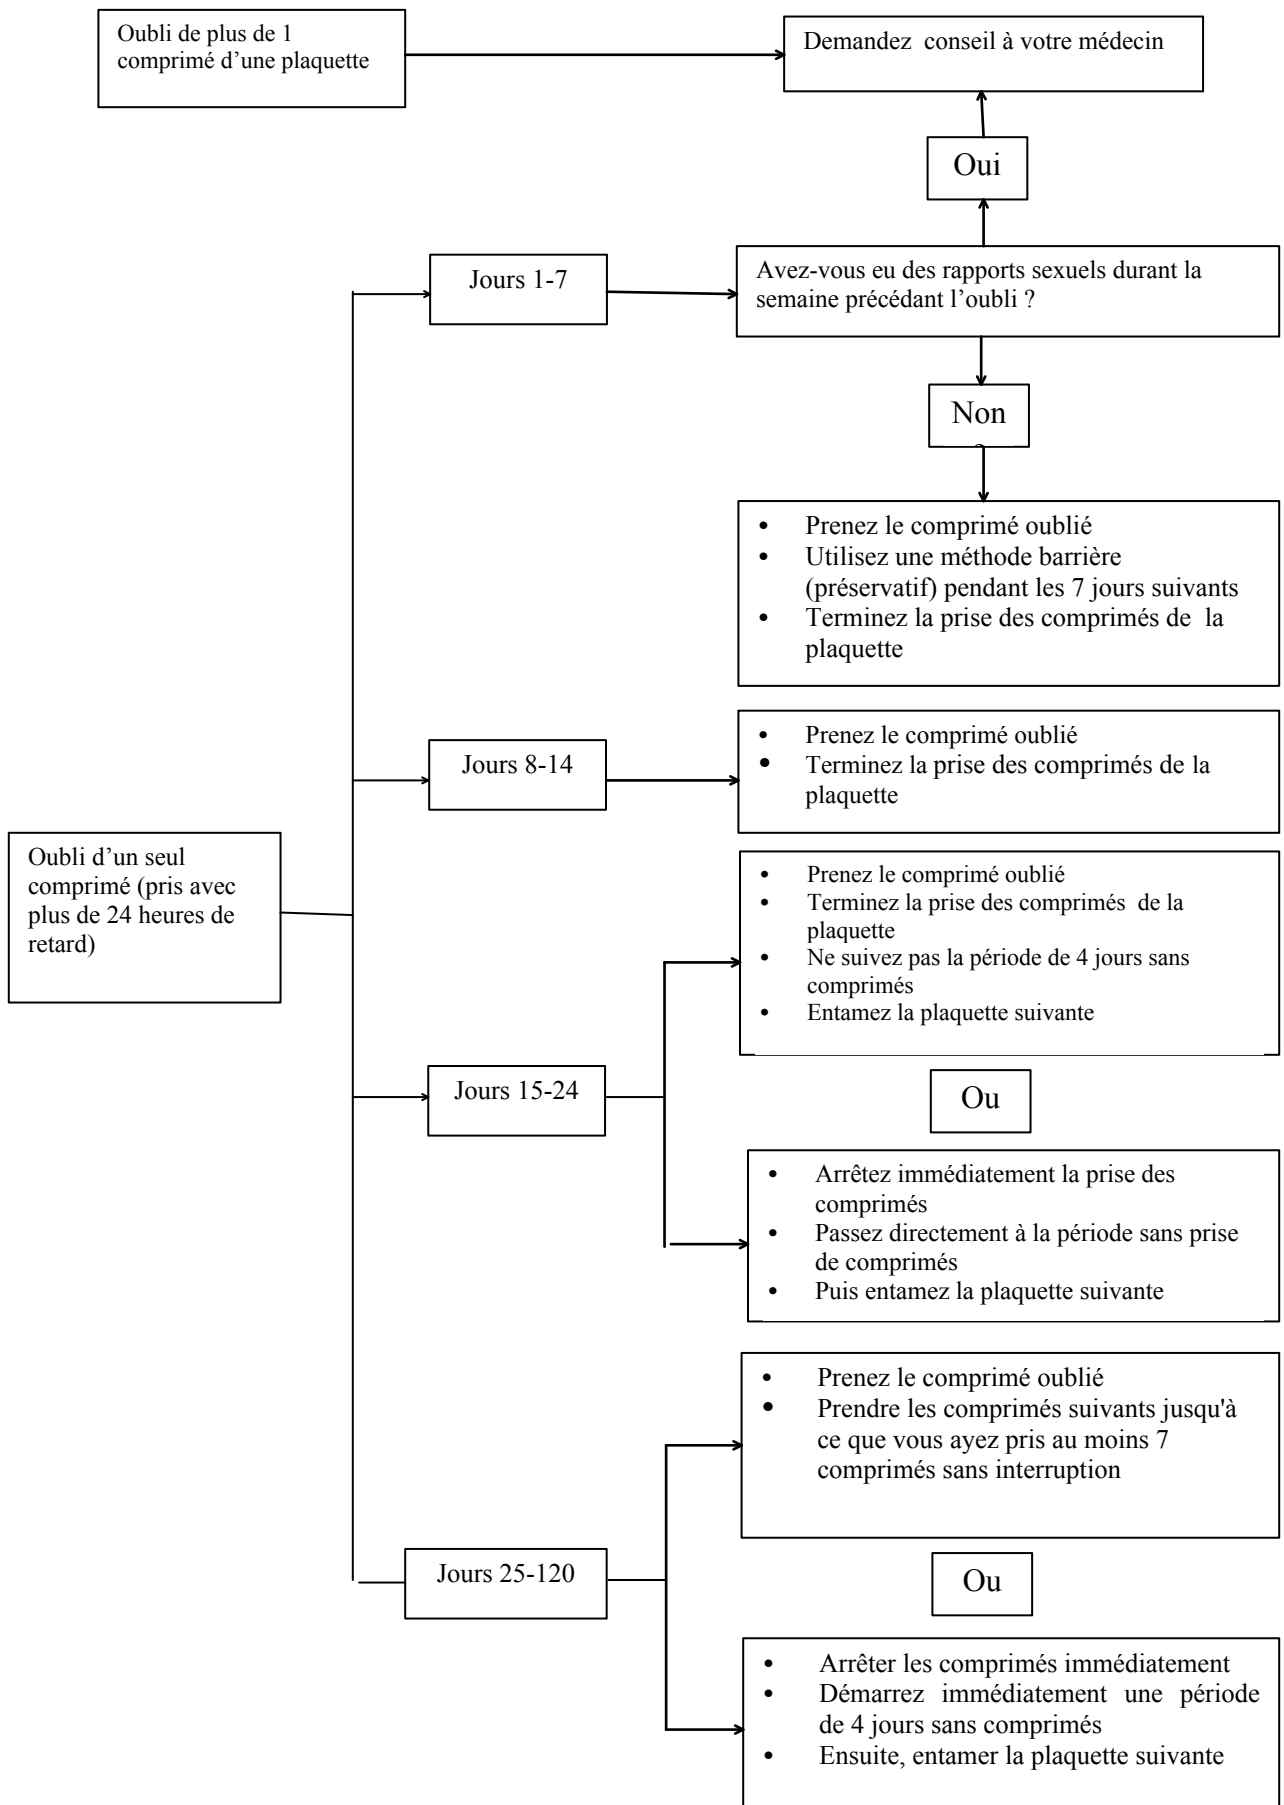 Oubli de plus de 1
comprimé d’une plaquette
Demandez conseil à votre médecin
Oui
Jours 1-7
Avez-vous eu des rapports sexuels durant la
semaine précédant l’oubli ?
Non
• Prenez le comprimé oublié
• Utilisez une méthode barrière
(préservatif) pendant les 7 jours suivants
• Terminez la prise des comprimés de la
plaquette
Jours 8-14
• Prenez le comprimé oublié
• Terminez la prise des comprimés de la
plaquette
Oubli d’un seul
comprimé (pris avec
plus de 24 heures de
retard)
• Prenez le comprimé oublié
• Terminez la prise des comprimés de la
plaquette
• Ne suivez pas la période de 4 jours sans
comprimés
• Entamez la plaquette suivante
Jours 15-24
Ou
• Arrêtez immédiatement la prise des
comprimés
• Passez directement à la période sans prise
de comprimés
• Puis entamez la plaquette suivante
• Prenez le comprimé oublié
• Prendre les comprimés suivants jusqu'à
ce que vous ayez pris au moins 7
comprimés sans interruption
Jours 25-120
Ou
• Arrêter les comprimés immédiatement
• Démarrez immédiatement une période
de 4 jours sans comprimés
• Ensuite, entamer la plaquette suivante